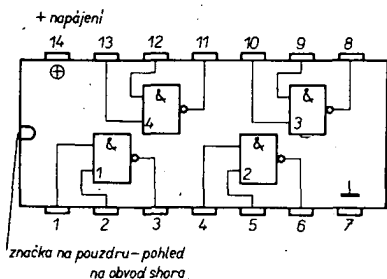 + napájení
14 13 12 11 10 9 8
& &
4 3
& &
1 2
1 2 3 4 5 6 7
značka na pouzdru - pohled
na obvod shora